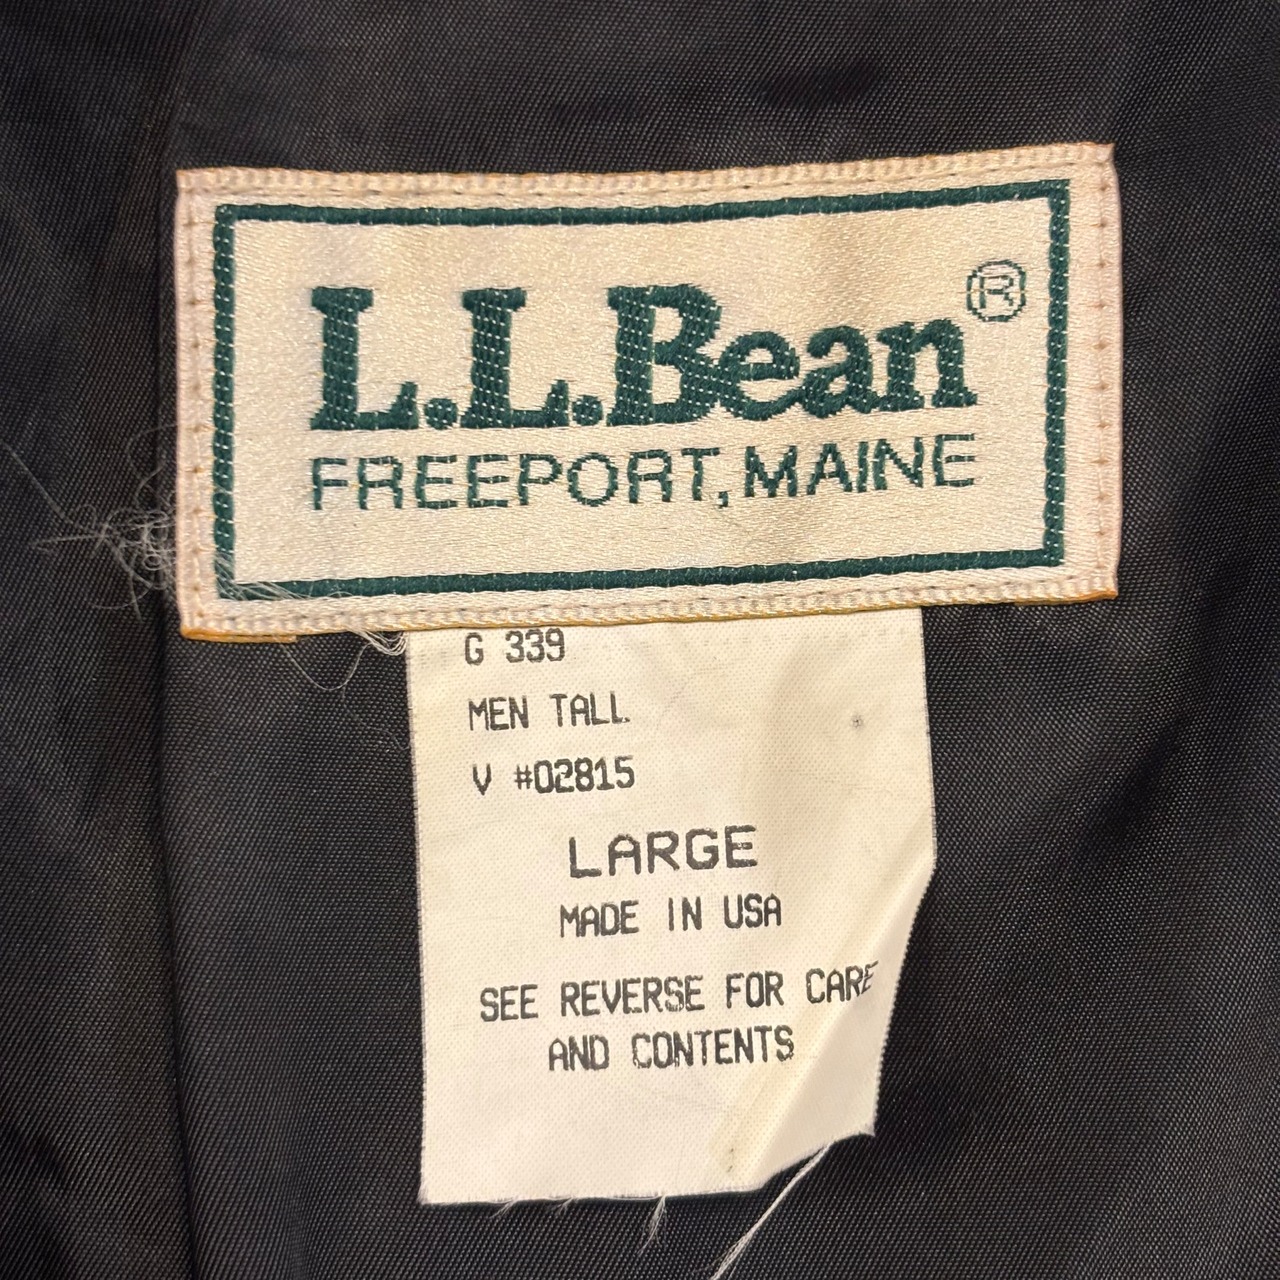 L.L.Bean®
FREEPORT, MAINE
G 339
MEN TALL
V #02815
LARGE
MADE IN USA
SEE REVERSE FOR CARE
AND CONTENTS